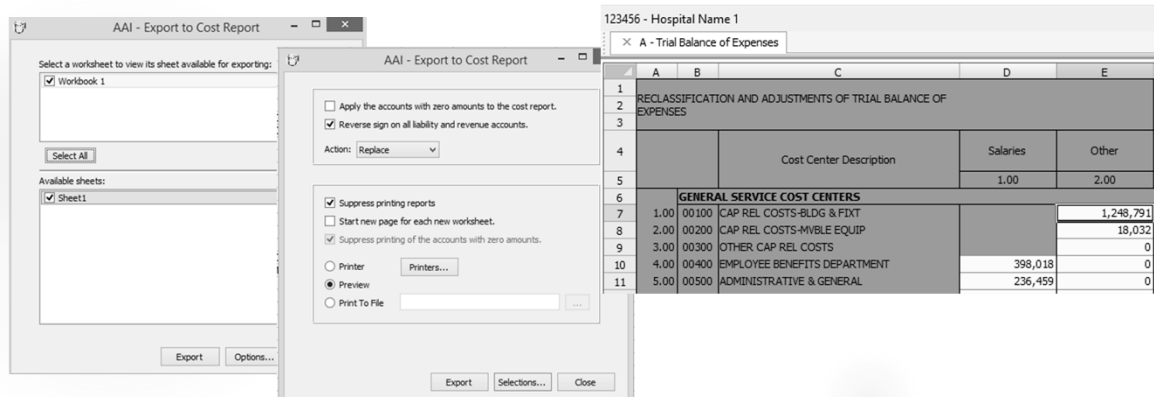 AAI - Export to Cost Report
Select a worksheet to view its sheet available for exporting:
Workbook 1
Select All
Available sheets:
Sheet1
Export
Options...
AAI - Export to Cost Report
Apply the accounts with zero amounts to the cost report.
Reverse sign on all liability and revenue accounts.
Action: Replace
Suppress printing reports
Start new page for each new worksheet.
Suppress printing of the accounts with zero amounts.
Printer Printers...
Preview
Print To File ...
Export Selections... Close
123456 - Hospital Name 1
A - Trial Balance of Expenses
A B C D E
1
2 RECLASSIFICATION AND ADJUSTMENTS OF TRIAL BALANCE OF
3 EXPENSES
4 Cost Center Description Salaries Other
5 1.00 2.00
6 GENERAL SERVICE COST CENTERS
7 1.00 00100 CAP REL COSTS-BLDG & FIXT 1,248,791
8 2.00 00200 CAP REL COSTS-MVBLE EQUIP 18,032
9 3.00 00300 OTHER CAP REL COSTS 0
10 4.00 00400 EMPLOYEE BENEFITS DEPARTMENT 398,018 0
11 5.00 00500 ADMINISTRATIVE & GENERAL 236,459 0